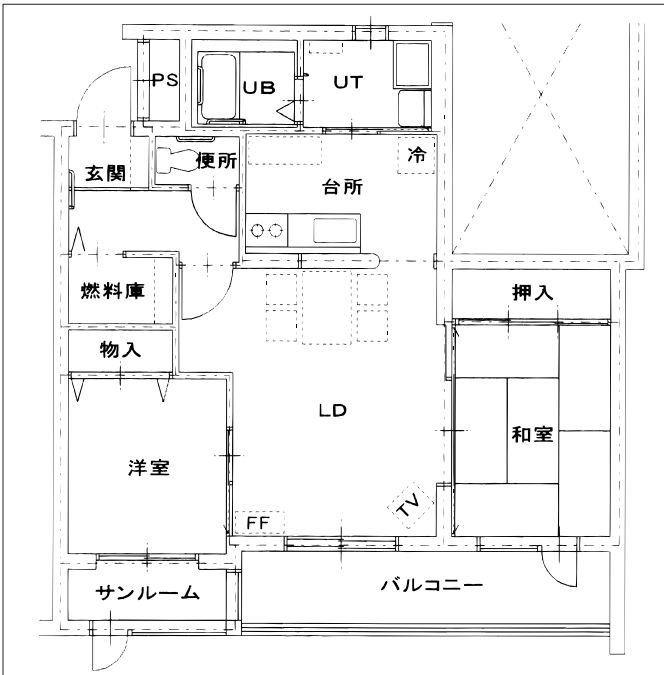 PS
UB
UT
玄関
便所
台所
冷
燃料庫
押入
物入
LD
和室
洋室
TV
FF
サンルーム
バルコニー